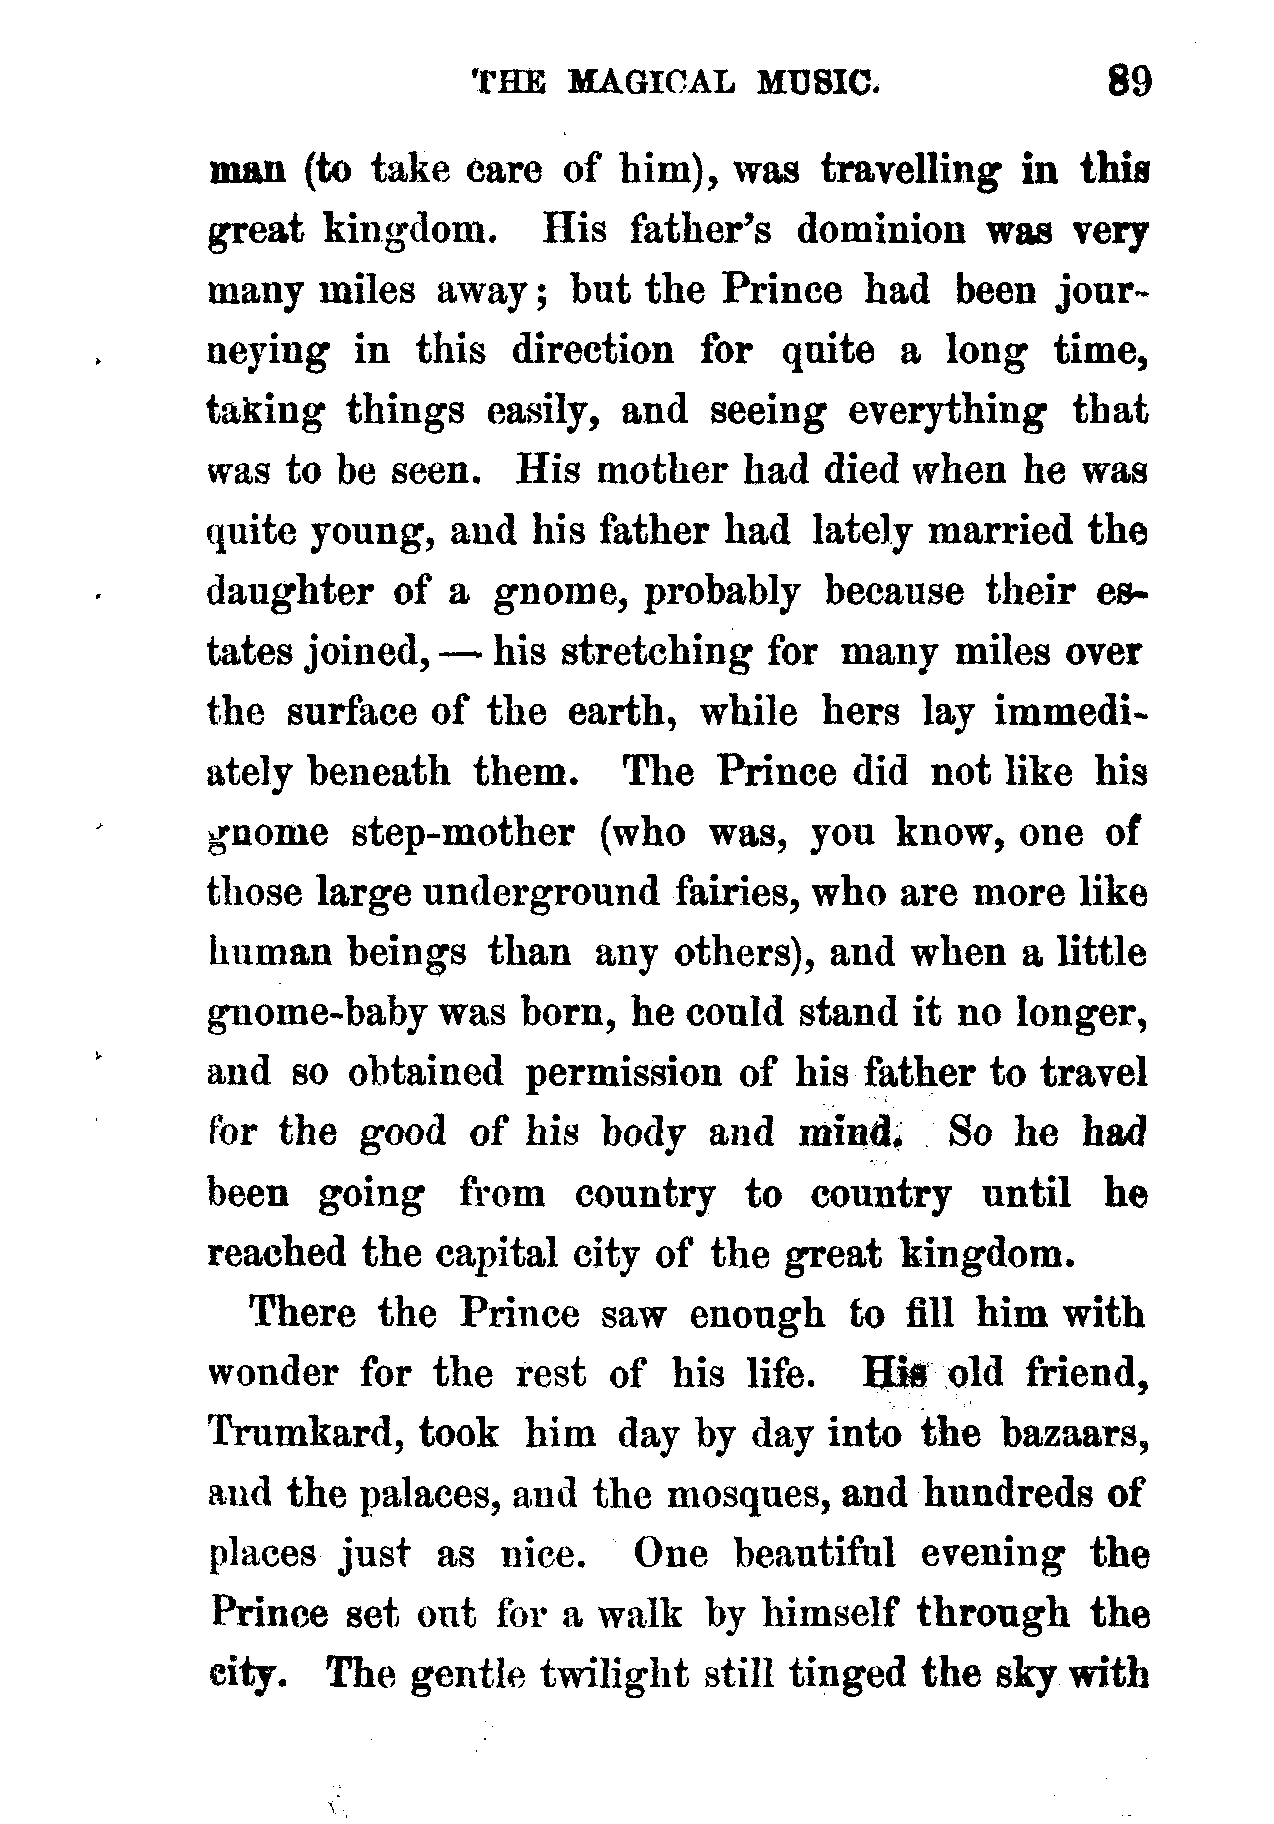 THE MAGICAL MUSIC. 89
man (to take care of him), was travelling in this
great kingdom. His father's dominion was very
many miles away; but the Prince had been jour-
neying in this direction for quite a long time,
taking things easily, and seeing everything that
was to be seen. His mother had died when he was
quite young, and his father had lately married the
daughter of a gnome, probably because their es-
tates joined, — his stretching for many miles over
the surface of the earth, while hers lay immedi-
ately beneath them. The Prince did not like his
gnome step-mother (who was, you know, one of
those large underground fairies, who are more like
human beings than any others), and when a little
gnome-baby was born, he could stand it no longer,
and so obtained permission of his father to travel
for the good of his body and mind. So he had
been going from country to country until he
reached the capital city of the great kingdom.
There the Prince saw enough to fill him with
wonder for the rest of his life. His old friend,
Trumkard, took him day by day into the bazaars,
and the palaces, and the mosques, and hundreds of
places just as nice. One beautiful evening the
Prince set out for a walk by himself through the
city. The gentle twilight still tinged the sky with